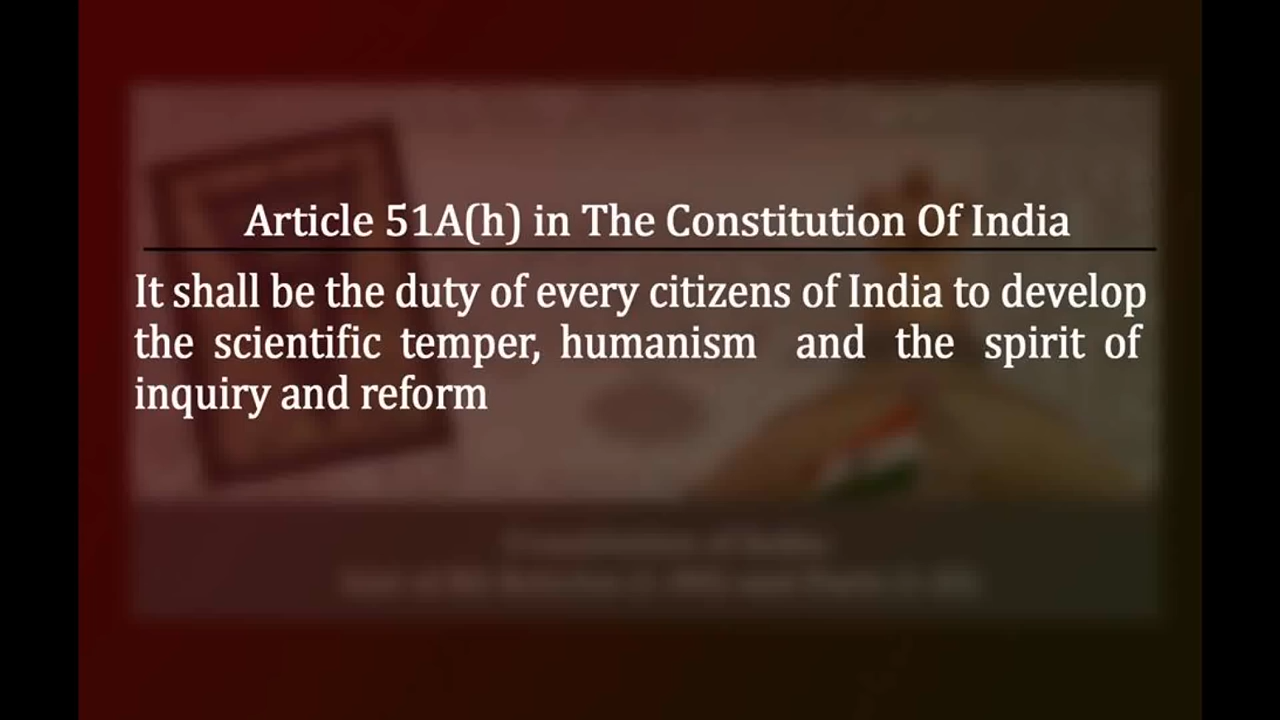 Article 51A(h) in The Constitution Of India
It shall be the duty of every citizens of India to develop
the scientific temper, humanism and the spirit of
inquiry and reform